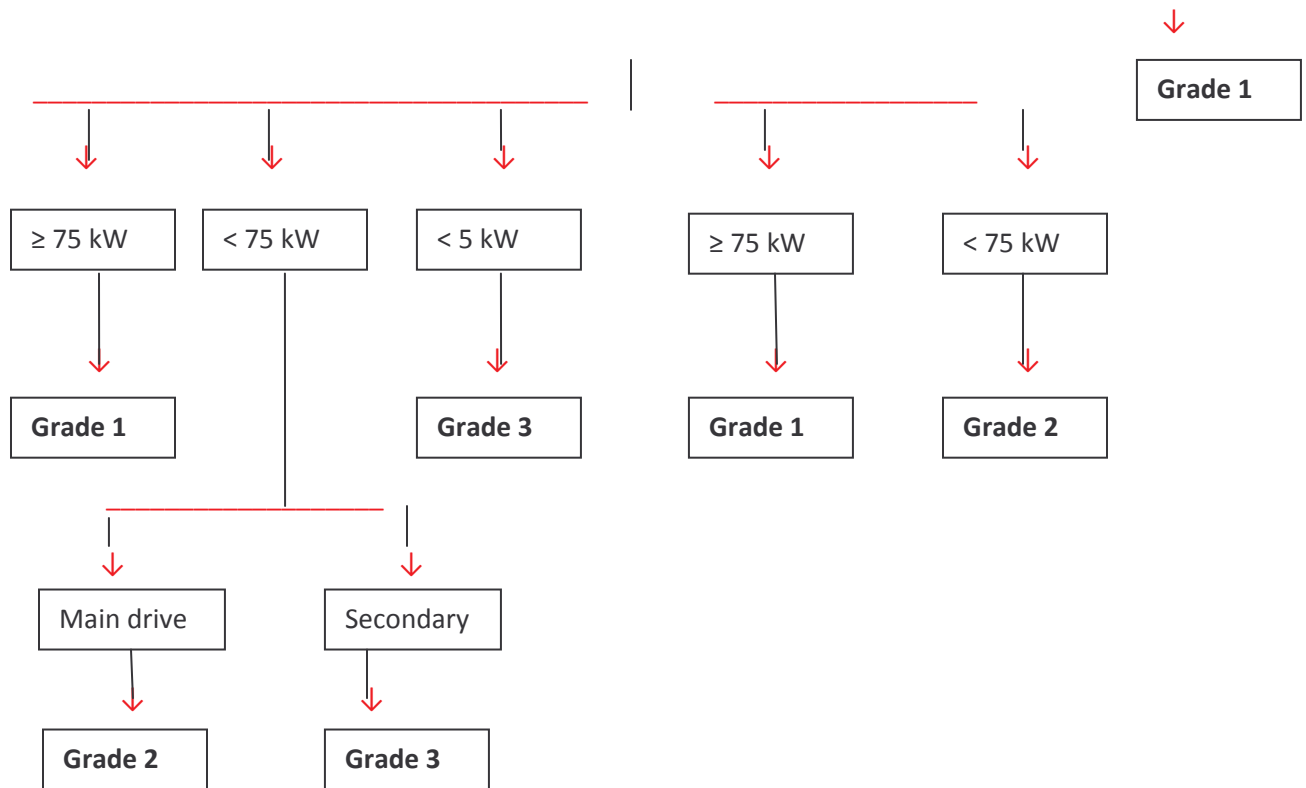 Grade 1
≥ 75 kW
< 75 kW
< 5 kW
≥ 75 kW
< 75 kW
Grade 1
Grade 3
Grade 1
Grade 2
Main drive
Secondary
Grade 2
Grade 3